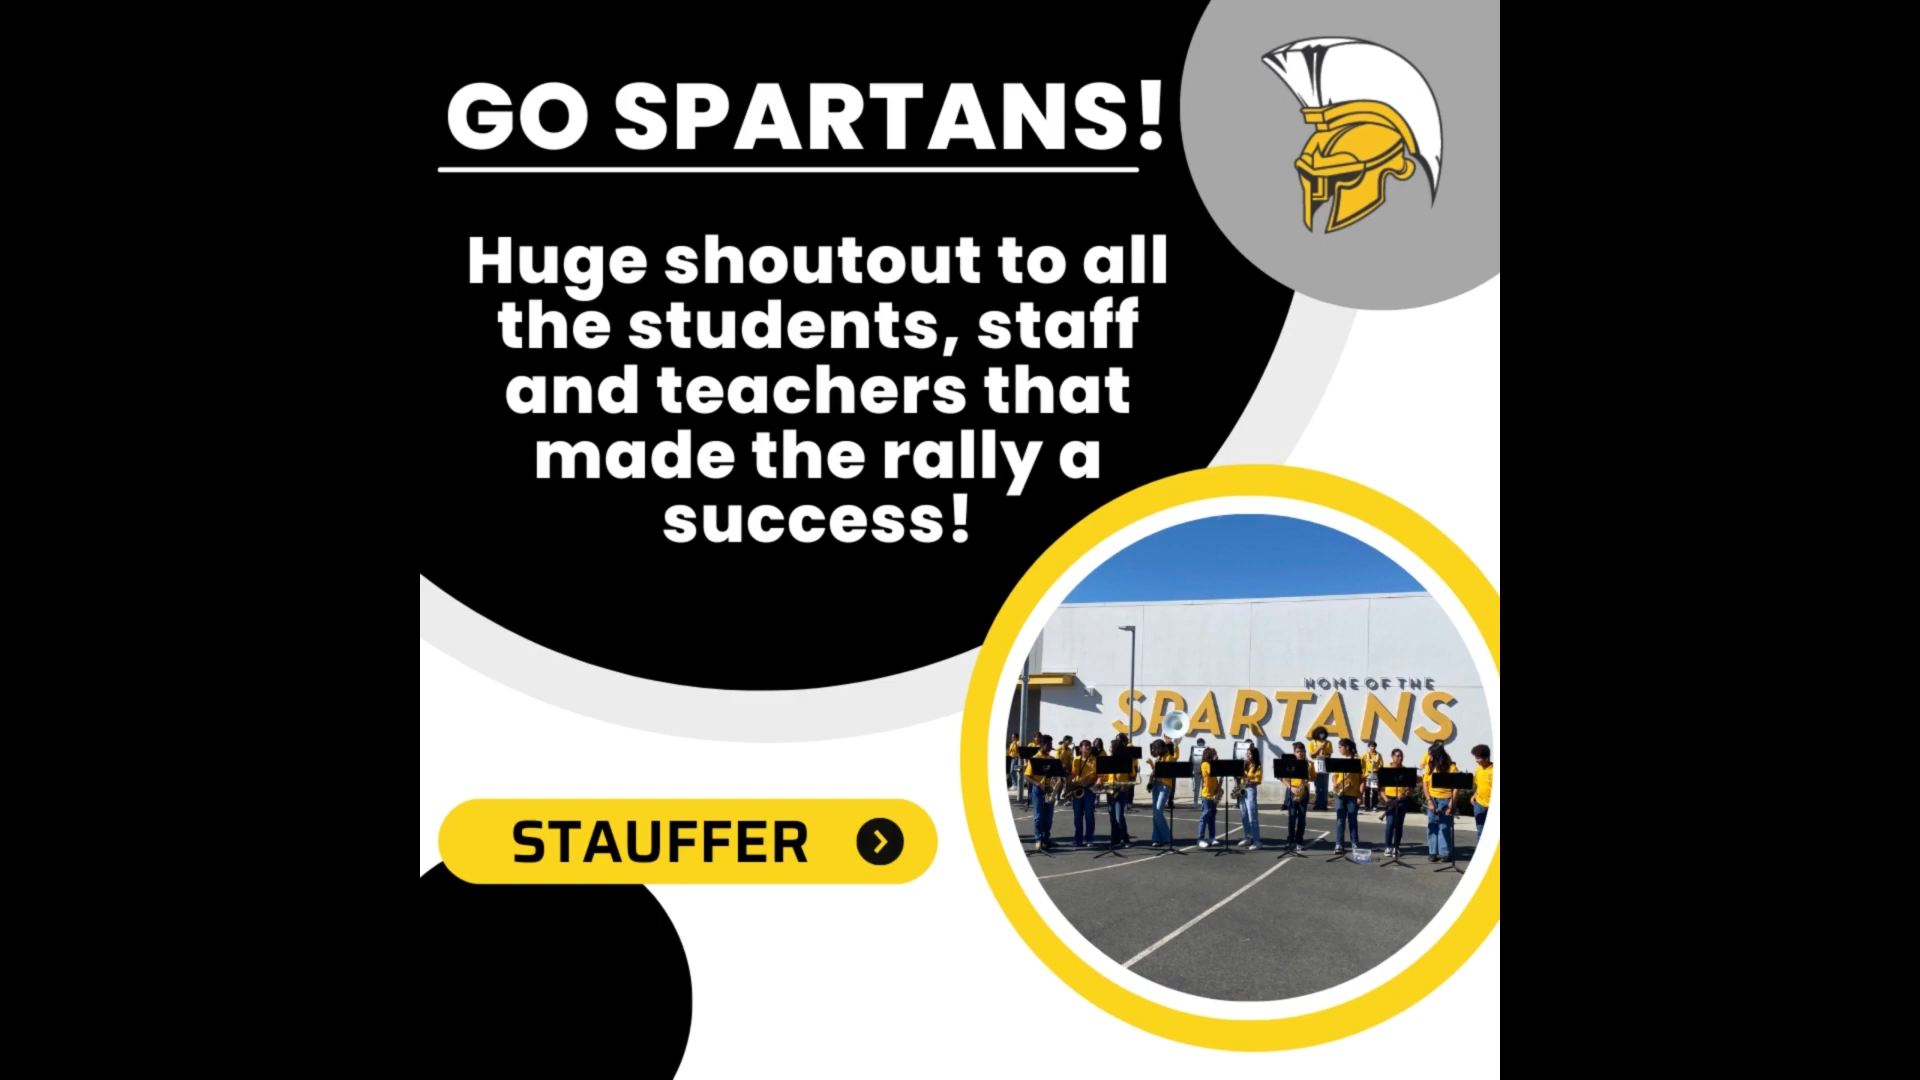 GO SPARTANS!
Huge shoutout to all
the students, staff
and teachers that
made the rally a
success!
HOME OF THE
SPARTANS
STAUFFER